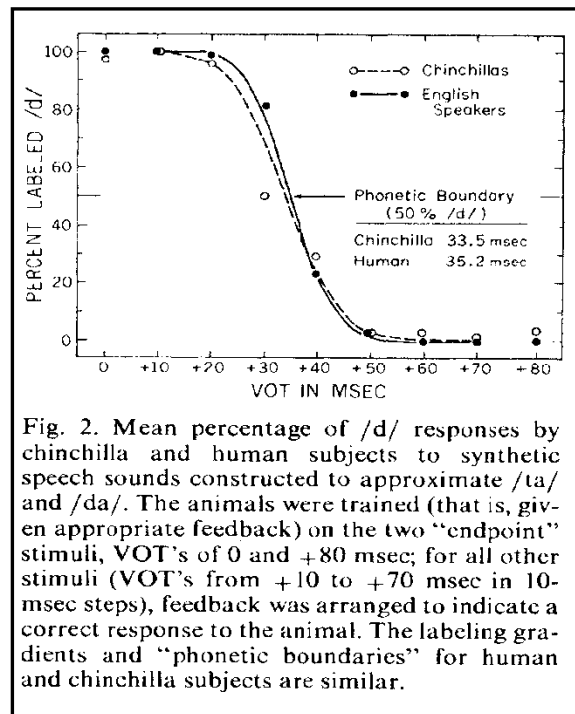 100
80
60
40
20
0
PERCENT LABELED /d/
Chinchillas
English
Speakers
Phonetic Boundary
(50 % /d/)
Chinchilla 33.5 msec
Human 35.2 msec
0 +10 +20 +30 +40 +50 +60 +70 +80
VOT IN MSEC
Fig. 2. Mean percentage of /d/ responses by
chinchilla and human subjects to synthetic
speech sounds constructed to approximate /ta/
and /da/. The animals were trained (that is, giv-
en appropriate feedback) on the two "endpoint"
stimuli, VOT's of 0 and +80 msec; for all other
stimuli (VOT's from +10 to +70 msec in 10-
msec steps), feedback was arranged to indicate a
correct response to the animal. The labeling gra-
dients and "phonetic boundaries" for human
and chinchilla subjects are similar.